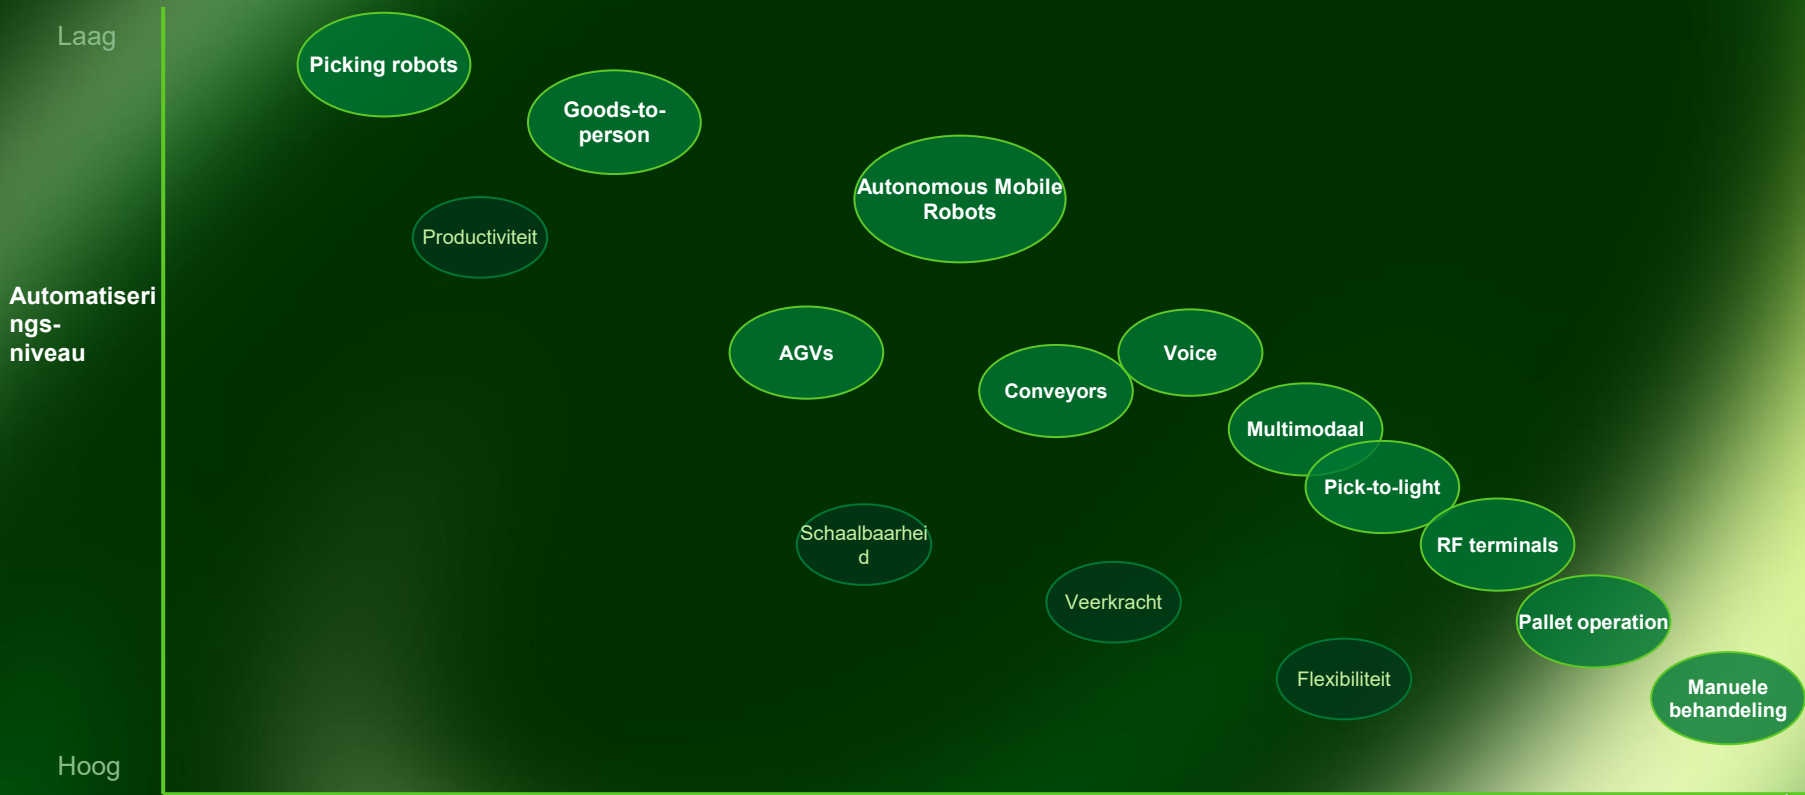 Laag
Picking robots
Goods-to-
person
Autonomous Mobile
Robots
Productiviteit
Automatiseri
ngs-
niveau
AGVs
Voice
Conveyors
Multimodaal
Pick-to-light
Schaalbaarhei
d
RF terminals
Veerkracht
Pallet operation
Flexibiliteit
Manuele
behandeling
Hoog